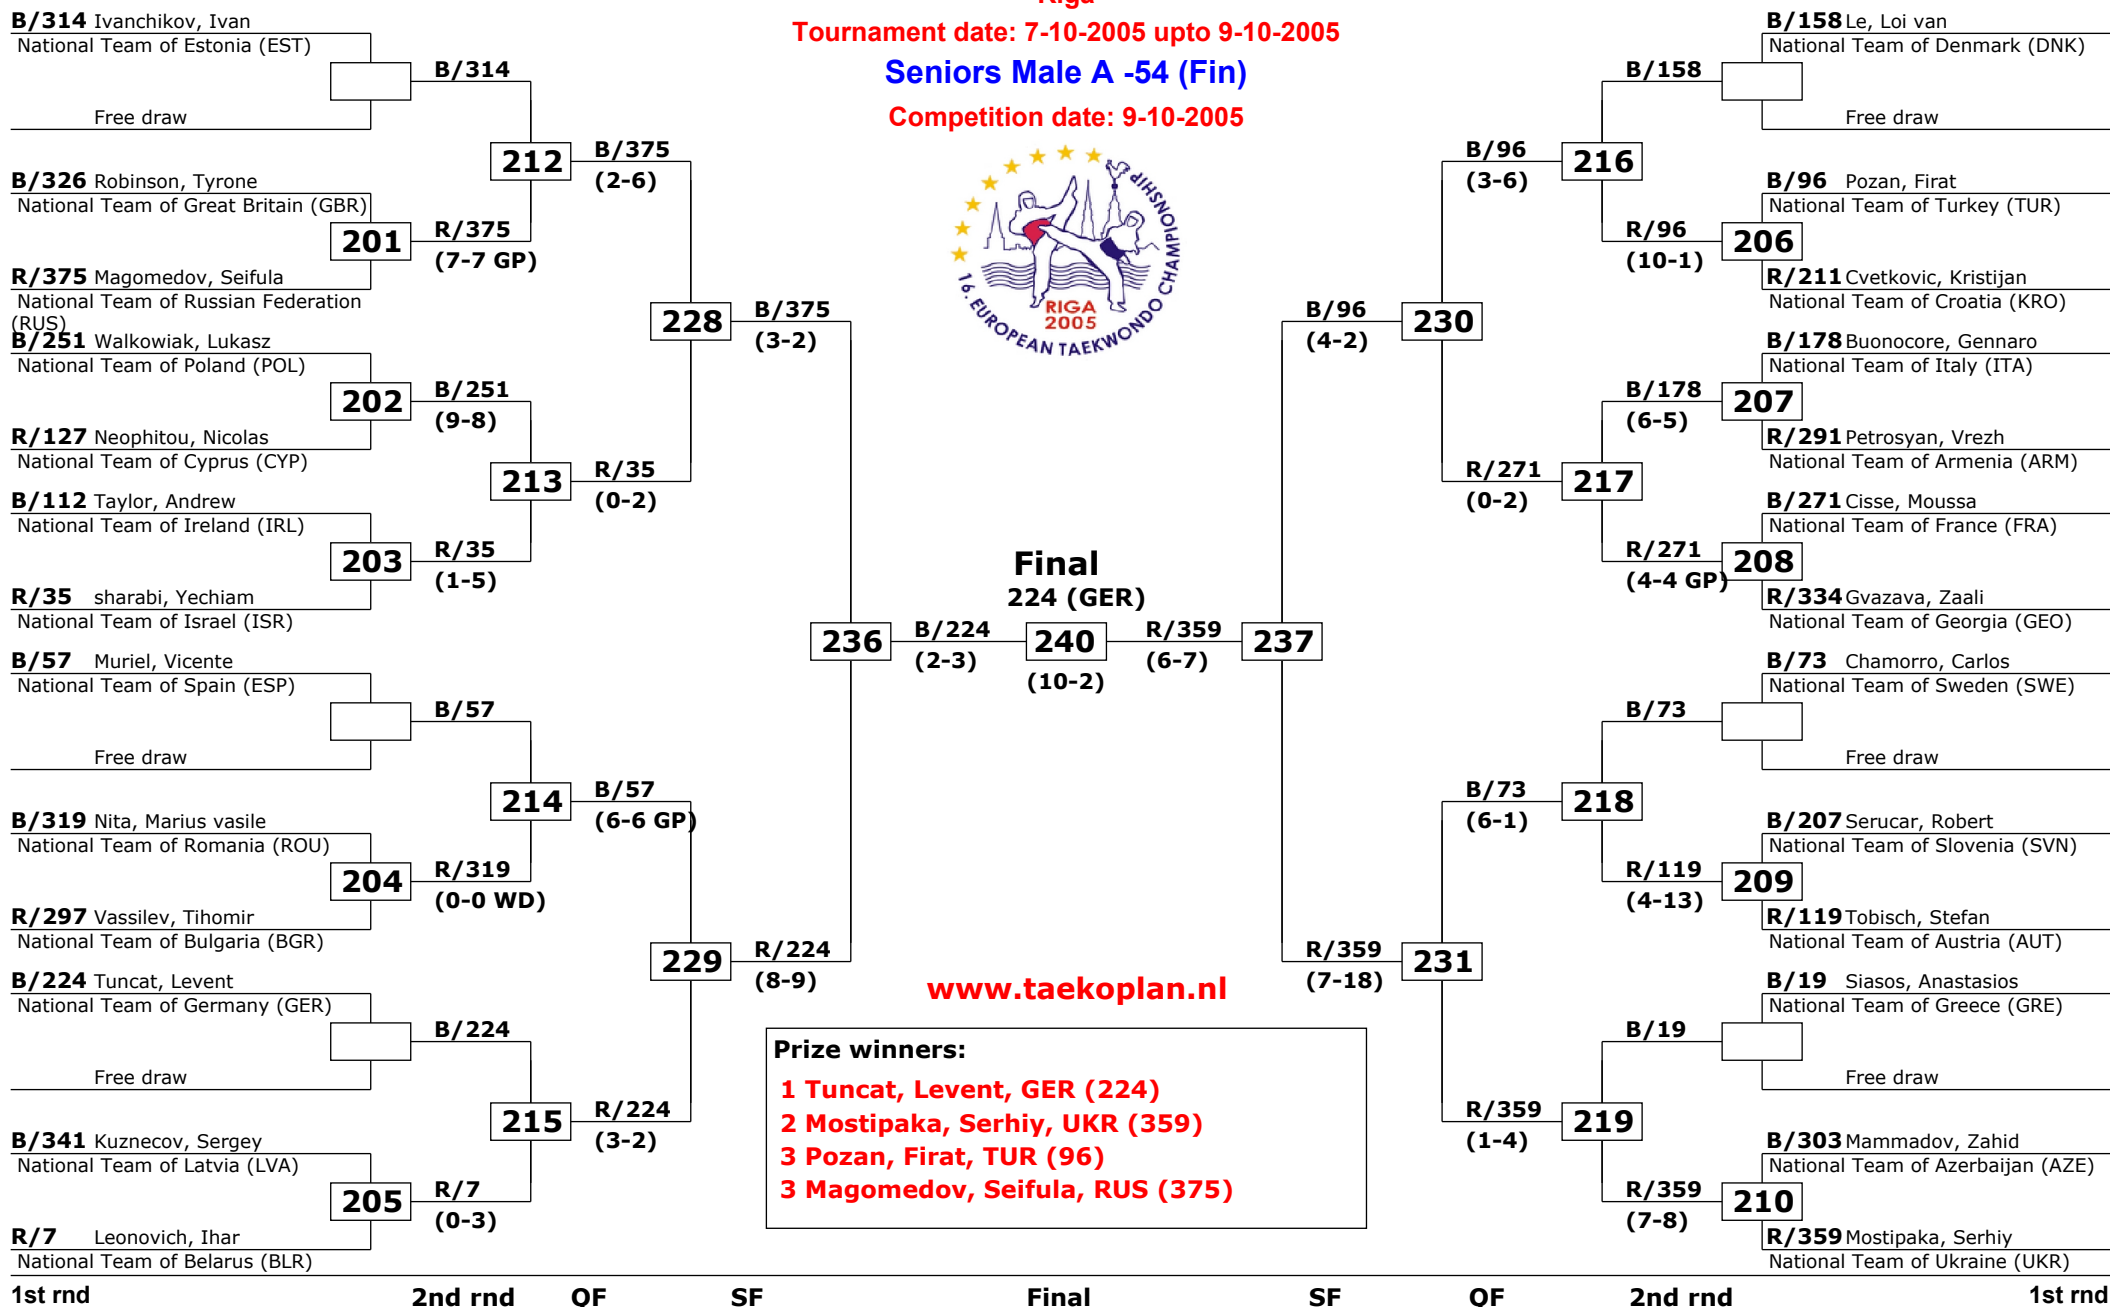 Riga
Tournament date: 7-10-2005 upto 9-10-2005
Seniors Male A -54 (Fin)
Competition date: 9-10-2005
16. EUROPEAN TAEKWONDO CHAMPIONSHIP
RIGA
2005
B/314 Ivanchikov, Ivan
National Team of Estonia (EST)
Free draw
B/326 Robinson, Tyrone
National Team of Great Britain (GBR)
201
R/375 Magomedov, Seifula
National Team of Russian Federation
(RUS)
B/251 Walkowiak, Lukasz
National Team of Poland (POL)
202
R/127 Neophitou, Nicolas
National Team of Cyprus (CYP)
B/112 Taylor, Andrew
National Team of Ireland (IRL)
203
R/35 sharabi, Yechiam
National Team of Israel (ISR)
B/57 Muriel, Vicente
National Team of Spain (ESP)
Free draw
B/319 Nita, Marius vasile
National Team of Romania (ROU)
204
R/297 Vassilev, Tihomir
National Team of Bulgaria (BGR)
B/224 Tuncat, Levent
National Team of Germany (GER)
Free draw
B/341 Kuznecov, Sergey
National Team of Latvia (LVA)
205
R/7 Leonovich, Ihar
National Team of Belarus (BLR)
B/314
212
R/375
(7-7 GP)
B/251
(9-8)
213
R/35
(1-5)
B/57
214
R/319
(0-0 WD)
B/224
215
R/7
(0-3)
B/375
(2-6)
228
R/35
(0-2)
B/57
(6-6 GP)
229
R/224
(3-2)
B/375
(3-2)
236
R/224
(8-9)
B/224
(2-3)
Final
224 (GER)
240
(10-2)
R/359
(6-7)
237
B/96
(4-2)
R/359
(7-18)
B/96
(3-6)
230
R/271
(0-2)
B/73
(6-1)
231
R/359
(1-4)
B/158
216
R/96
(10-1)
B/178
(6-5)
217
R/271
(4-4 GP)
B/73
218
R/119
(4-13)
B/19
219
R/359
(7-8)
B/158 Le, Loi van
National Team of Denmark (DNK)
Free draw
B/96 Pozan, Firat
National Team of Turkey (TUR)
206
R/211 Cvetkovic, Kristijan
National Team of Croatia (KRO)
B/178 Buonocore, Gennaro
National Team of Italy (ITA)
207
R/291 Petrosyan, Vrezh
National Team of Armenia (ARM)
B/271 Cisse, Moussa
National Team of France (FRA)
208
R/334 Gvazava, Zaali
National Team of Georgia (GEO)
B/73 Chamorro, Carlos
National Team of Sweden (SWE)
Free draw
B/207 Serucar, Robert
National Team of Slovenia (SVN)
209
R/119 Tobisch, Stefan
National Team of Austria (AUT)
B/19 Siasos, Anastasios
National Team of Greece (GRE)
Free draw
B/303 Mammadov, Zahid
National Team of Azerbaijan (AZE)
210
R/359 Mostipaka, Serhiy
National Team of Ukraine (UKR)
www.taekoplan.nl
Prize winners:
1 Tuncat, Levent, GER (224)
2 Mostipaka, Serhiy, UKR (359)
3 Pozan, Firat, TUR (96)
3 Magomedov, Seifula, RUS (375)
1st rnd 2nd rnd QF SF Final SF QF 2nd rnd 1st rnd